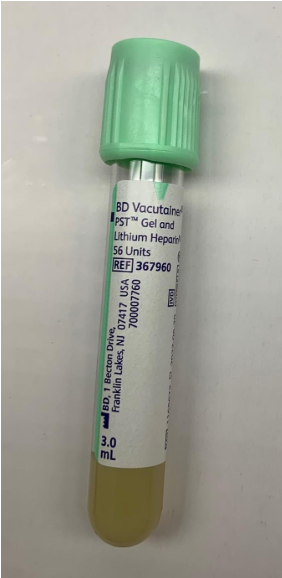 BD Vacutainer®
PST™ Gel and
Lithium Heparin
56 Units
REF 367960
IVD
BD, 1 Becton Drive,
Franklin Lakes, NJ 07417 USA
700007760
3.0
mL